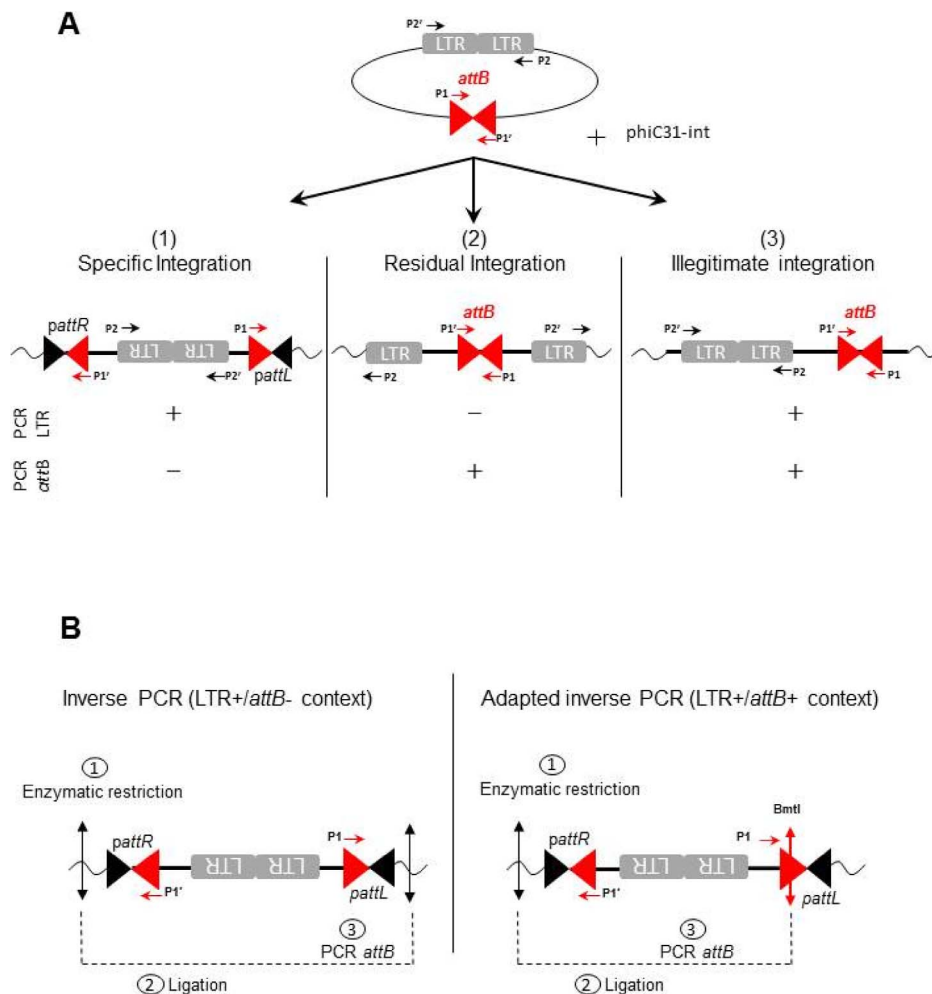 A
P2' LTR LTR P2
attB
P1
P1'
+ phiC31-int
(1)
Specific Integration
(2)
Residual Integration
(3)
Illegitimate integration
pattR P2 P1
LTR LTR
P1' P2' pattL
attB
P1' P2'
LTR LTR
P2 P1
attB
P2' P1'
LTR LTR
P2 P1
PCR LTR + − +
PCR attB − + +
B
Inverse PCR (LTR+/attB- context)
1
Enzymatic restriction
pattR P1
LTR LTR
P1' pattL
3
PCR attB
2 Ligation
Adapted inverse PCR (LTR+/attB+ context)
1
Enzymatic restriction
BmtI
pattR P1
LTR LTR
P1' pattL
3
PCR attB
2 Ligation